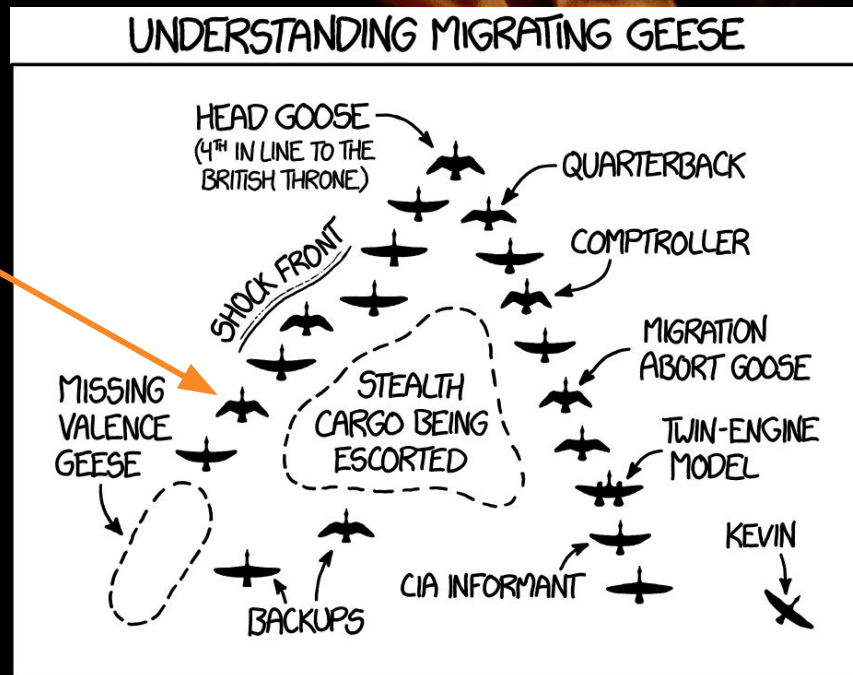 UNDERSTANDING MIGRATING GEESE
HEAD GOOSE
(4TH IN LINE TO THE
BRITISH THRONE)
QUARTERBACK
COMPTROLLER
SHOCK FRONT
MIGRATION
ABORT GOOSE
MISSING
VALENCE
GEESE
STEALTH
CARGO BEING
ESCORTED
TWIN-ENGINE
MODEL
KEVIN
CIA INFORMANT
BACKUPS